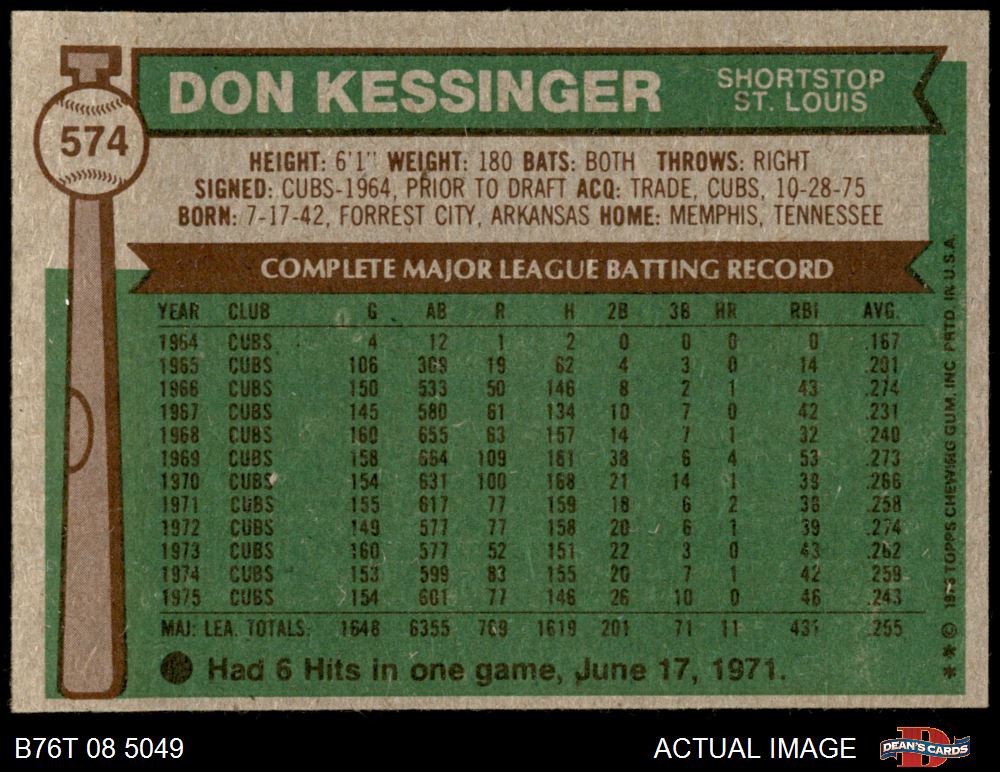 574
DON KESSINGER
SHORTSTOP
ST. LOUIS
HEIGHT: 6'1" WEIGHT: 180 BATS: BOTH THROWS: RIGHT
SIGNED: CUBS-1964, PRIOR TO DRAFT ACQ: TRADE, CUBS, 10-28-75
BORN: 7-17-42, FORREST CITY, ARKANSAS HOME: MEMPHIS, TENNESSEE
COMPLETE MAJOR LEAGUE BATTING RECORD
YEAR CLUB G AB R H 2B 3B HR RBI AVG.
1964 CUBS 4 12 1 2 0 0 0 0 .167
1965 CUBS 106 309 19 62 4 3 0 14 .201
1966 CUBS 150 533 50 146 8 2 1 43 .274
1967 CUBS 145 580 61 134 10 7 0 42 .231
1968 CUBS 160 655 63 157 14 7 1 32 .240
1969 CUBS 158 664 109 181 38 6 4 53 .273
1970 CUBS 154 631 100 168 21 14 1 39 .266
1971 CUBS 155 617 77 159 18 6 2 38 .258
1972 CUBS 149 577 77 158 20 6 1 39 .274
1973 CUBS 160 577 52 151 22 3 0 43 .262
1974 CUBS 153 599 83 155 20 7 1 42 .259
1975 CUBS 154 601 77 146 26 10 0 46 .243
MAJ. LEA. TOTALS: 1648 6355 769 1619 201 71 11 431 .255
Had 6 Hits in one game, June 17, 1971.
* * © 1976 TOPPS CHEWING GUM, INC. PRTD. IN U.S.A.
B76T 08 5049
ACTUAL IMAGE
DEAN'S CARDS